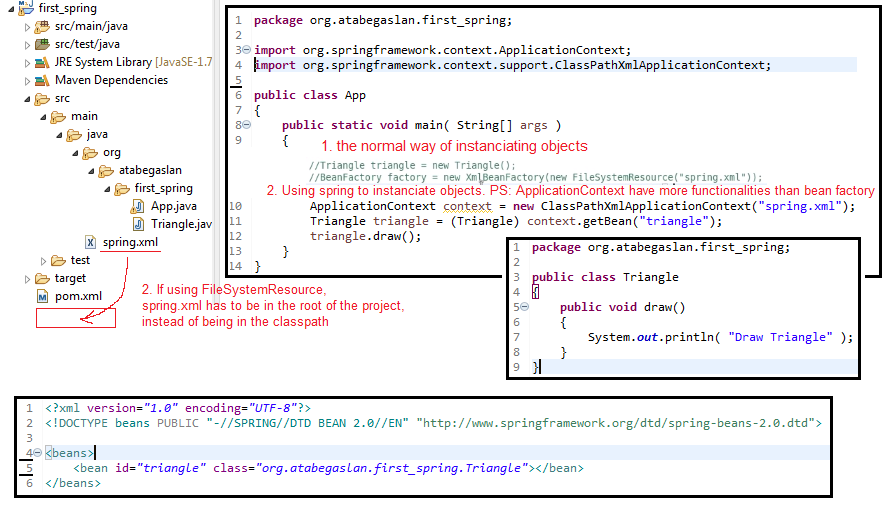 first_spring
src/main/java
src/test/java
JRE System Library [JavaSE-1.7
Maven Dependencies
src
main
java
org
atabegaslan
first_spring
App.java
Triangle.jav
spring.xml
test
target
pom.xml
2. If using FileSystemResource,
spring.xml has to be in the root of the project,
instead of being in the classpath
1 package org.atabegaslan.first_spring;
2
3 import org.springframework.context.ApplicationContext;
4 import org.springframework.context.support.ClassPathXmlApplicationContext;
5
6 public class App
7 {
8 public static void main( String[] args )
9 {
1. the normal way of instanciating objects
//Triangle triangle = new Triangle();
//BeanFactory factory = new XmlBeanFactory(new FileSystemResource("spring.xml"));
2. Using spring to instanciate objects. PS: ApplicationContext have more functionalities than bean factory
10 ApplicationContext context = new ClassPathXmlApplicationContext("spring.xml");
11 Triangle triangle = (Triangle) context.getBean("triangle");
12 triangle.draw();
13 }
14 }
1 package org.atabegaslan.first_spring;
2
3 public class Triangle
4 {
5 public void draw()
6 {
7 System.out.println( "Draw Triangle" );
8 }
9 }
1 <?xml version="1.0" encoding="UTF-8"?>
2 <!DOCTYPE beans PUBLIC "-//SPRING//DTD BEAN 2.0//EN" "http://www.springframework.org/dtd/spring-beans-2.0.dtd">
3
4 <beans>
5 <bean id="triangle" class="org.atabegaslan.first_spring.Triangle"></bean>
6 </beans>